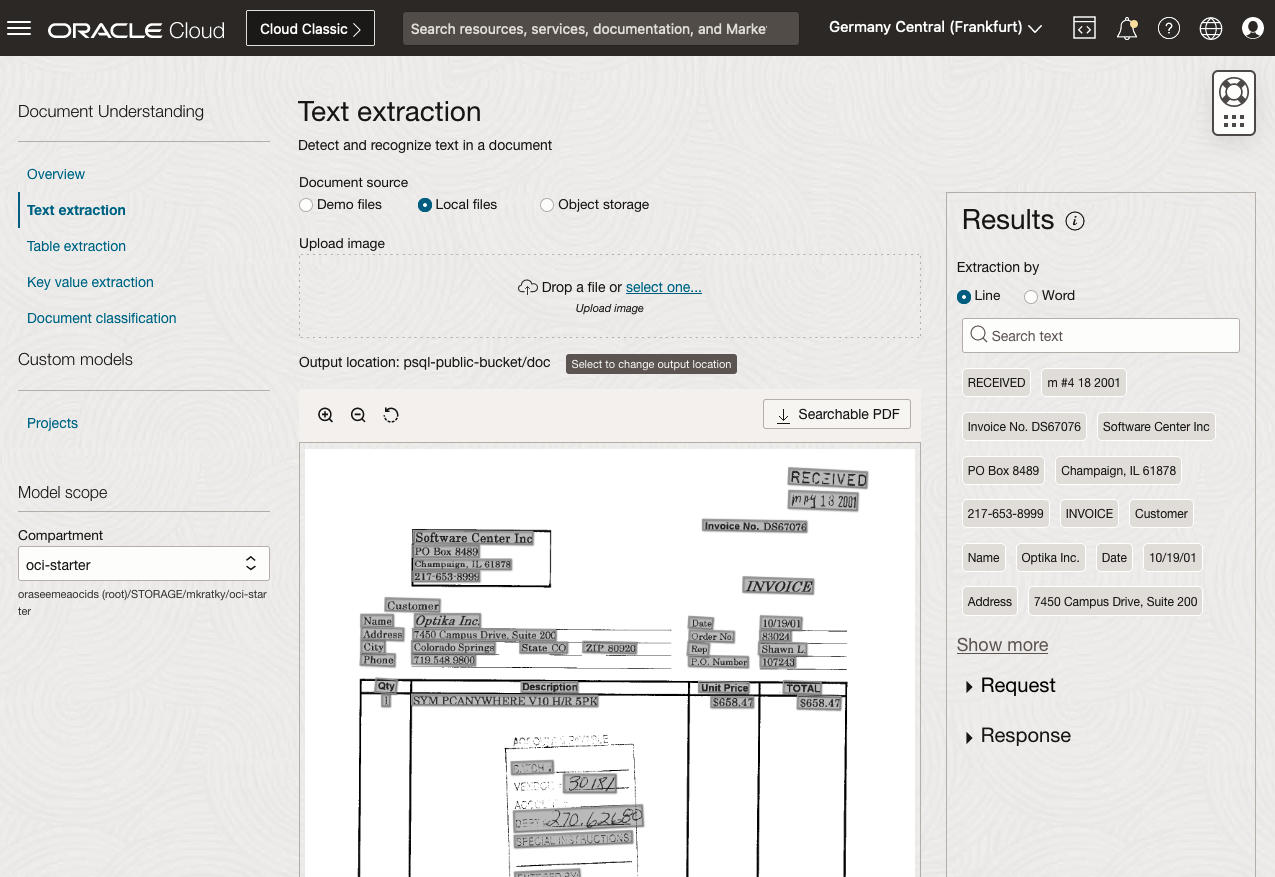 ORACLE Cloud
Cloud Classic >
Search resources, services, documentation, and Marke
Germany Central (Frankfurt)
Document Understanding
Overview
Text extraction
Table extraction
Key value extraction
Document classification
Custom models
Projects
Model scope
Compartment
oci-starter
oraseemeaocids (root)/STORAGE/mkratky/oci-star
ter
Text extraction
Detect and recognize text in a document
Document source
Demo files
Local files
Object storage
Upload image
Drop a file or select one...
Upload image
Output location: psql-public-bucket/doc
Select to change output location
Searchable PDF
RECEIVED
18 2001
Invoice No. DS67076
Software Center Inc
PO Box 8489
Champaign, IL 61878
217-653-8999
INVOICE
Customer
Name Optika Inc.
Address 7450 Campus Drive, Suite 200
City Colorado Springs State CO ZIP 80920
Phone 719.548.9800
Date 10/19/01
Order No. 83024
Rep Shawn L.
P.O. Number 107243
Qty Description Unit Price TOTAL
1 SYM PCANYWHERE V10 H/R 5PK $658.47 $658.47
ACCOUNTS PAYABLE
BATCH
VENDOR 30181
DEPT 270.62680
SPECIAL INSTRUCTIONS
ENTERED BY
Results
Extraction by
Line
Word
Search text
RECEIVED
m #4 18 2001
Invoice No. DS67076
Software Center Inc
PO Box 8489
Champaign, IL 61878
217-653-8999
INVOICE
Customer
Name
Optika Inc.
Date
10/19/01
Address
7450 Campus Drive, Suite 200
Show more
Request
Response